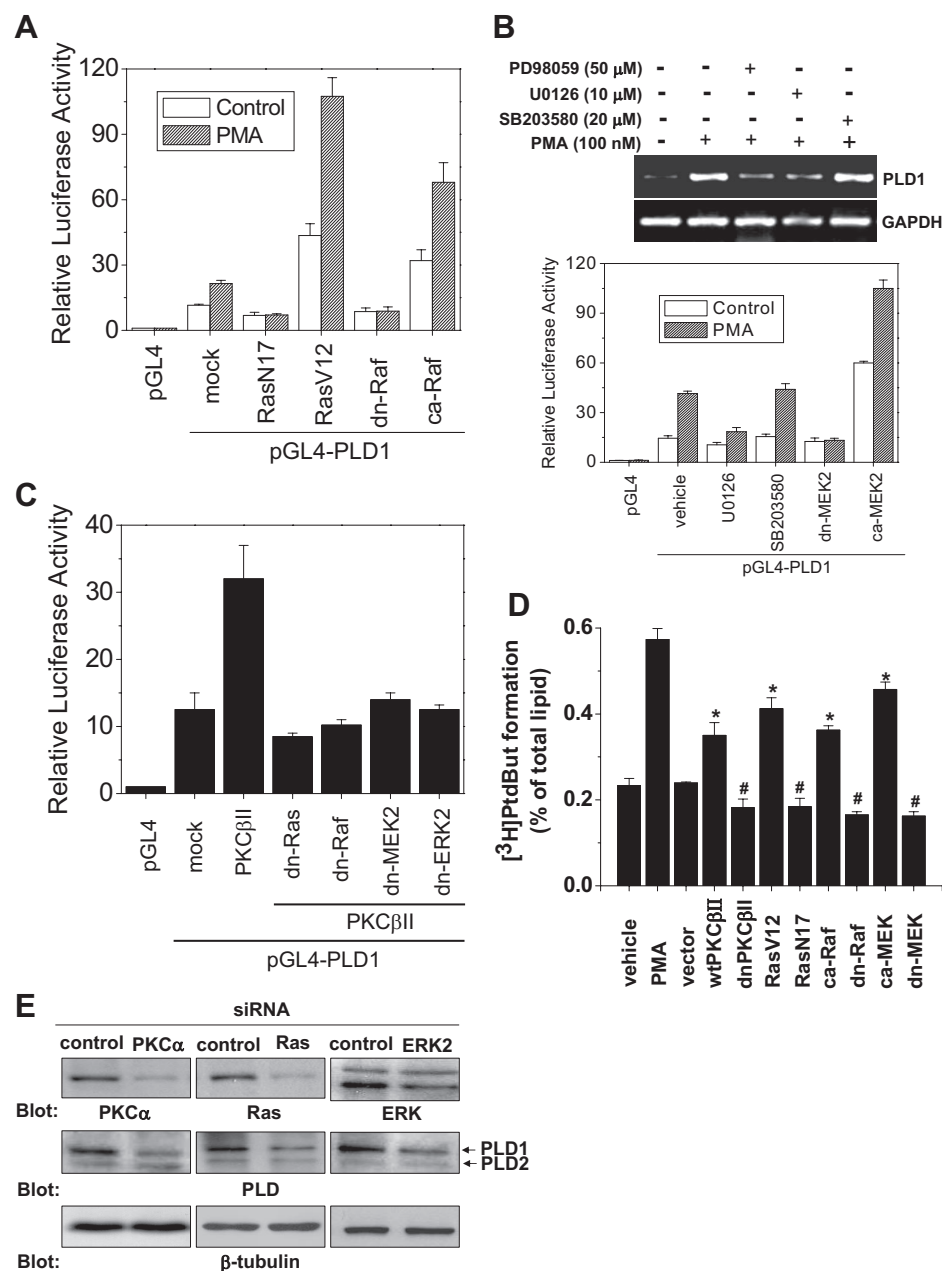 A
Relative Luciferase Activity
120
90
60
30
0
Control
PMA
pGL4
mock
RasN17
RasV12
dn-Raf
ca-Raf
pGL4-PLD1
B
PD98059 (50 μM) - - + - -
U0126 (10 μM) - - - + -
SB203580 (20 μM) - - - - +
PMA (100 nM) - + + + +
PLD1
GAPDH
Relative Luciferase Activity
120
90
60
30
0
Control
PMA
pGL4
vehicle
U0126
SB203580
dn-MEK2
ca-MEK2
pGL4-PLD1
C
Relative Luciferase Activity
40
30
20
10
0
pGL4
mock
PKCβII
dn-Ras
dn-Raf
dn-MEK2
dn-ERK2
PKCβII
pGL4-PLD1
D
[³H]PtdBut formation
(% of total lipid)
0.6
0.4
0.2
0.0
* # * # * # * #
vehicle
PMA
vector
wtPKCβII
dnPKCβII
RasV12
RasN17
ca-Raf
dn-Raf
ca-MEK
dn-MEK
E
siRNA
control PKCα control Ras control ERK2
Blot: PKCα Ras ERK
←PLD1
←PLD2
Blot: PLD
Blot: β-tubulin